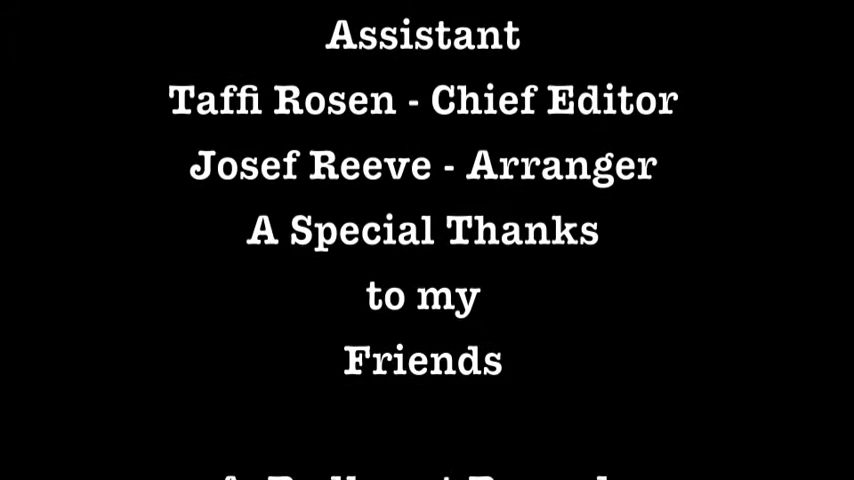 Assistant
Taffi Rosen - Chief Editor
Josef Reeve - Arranger
A Special Thanks
to my
Friends